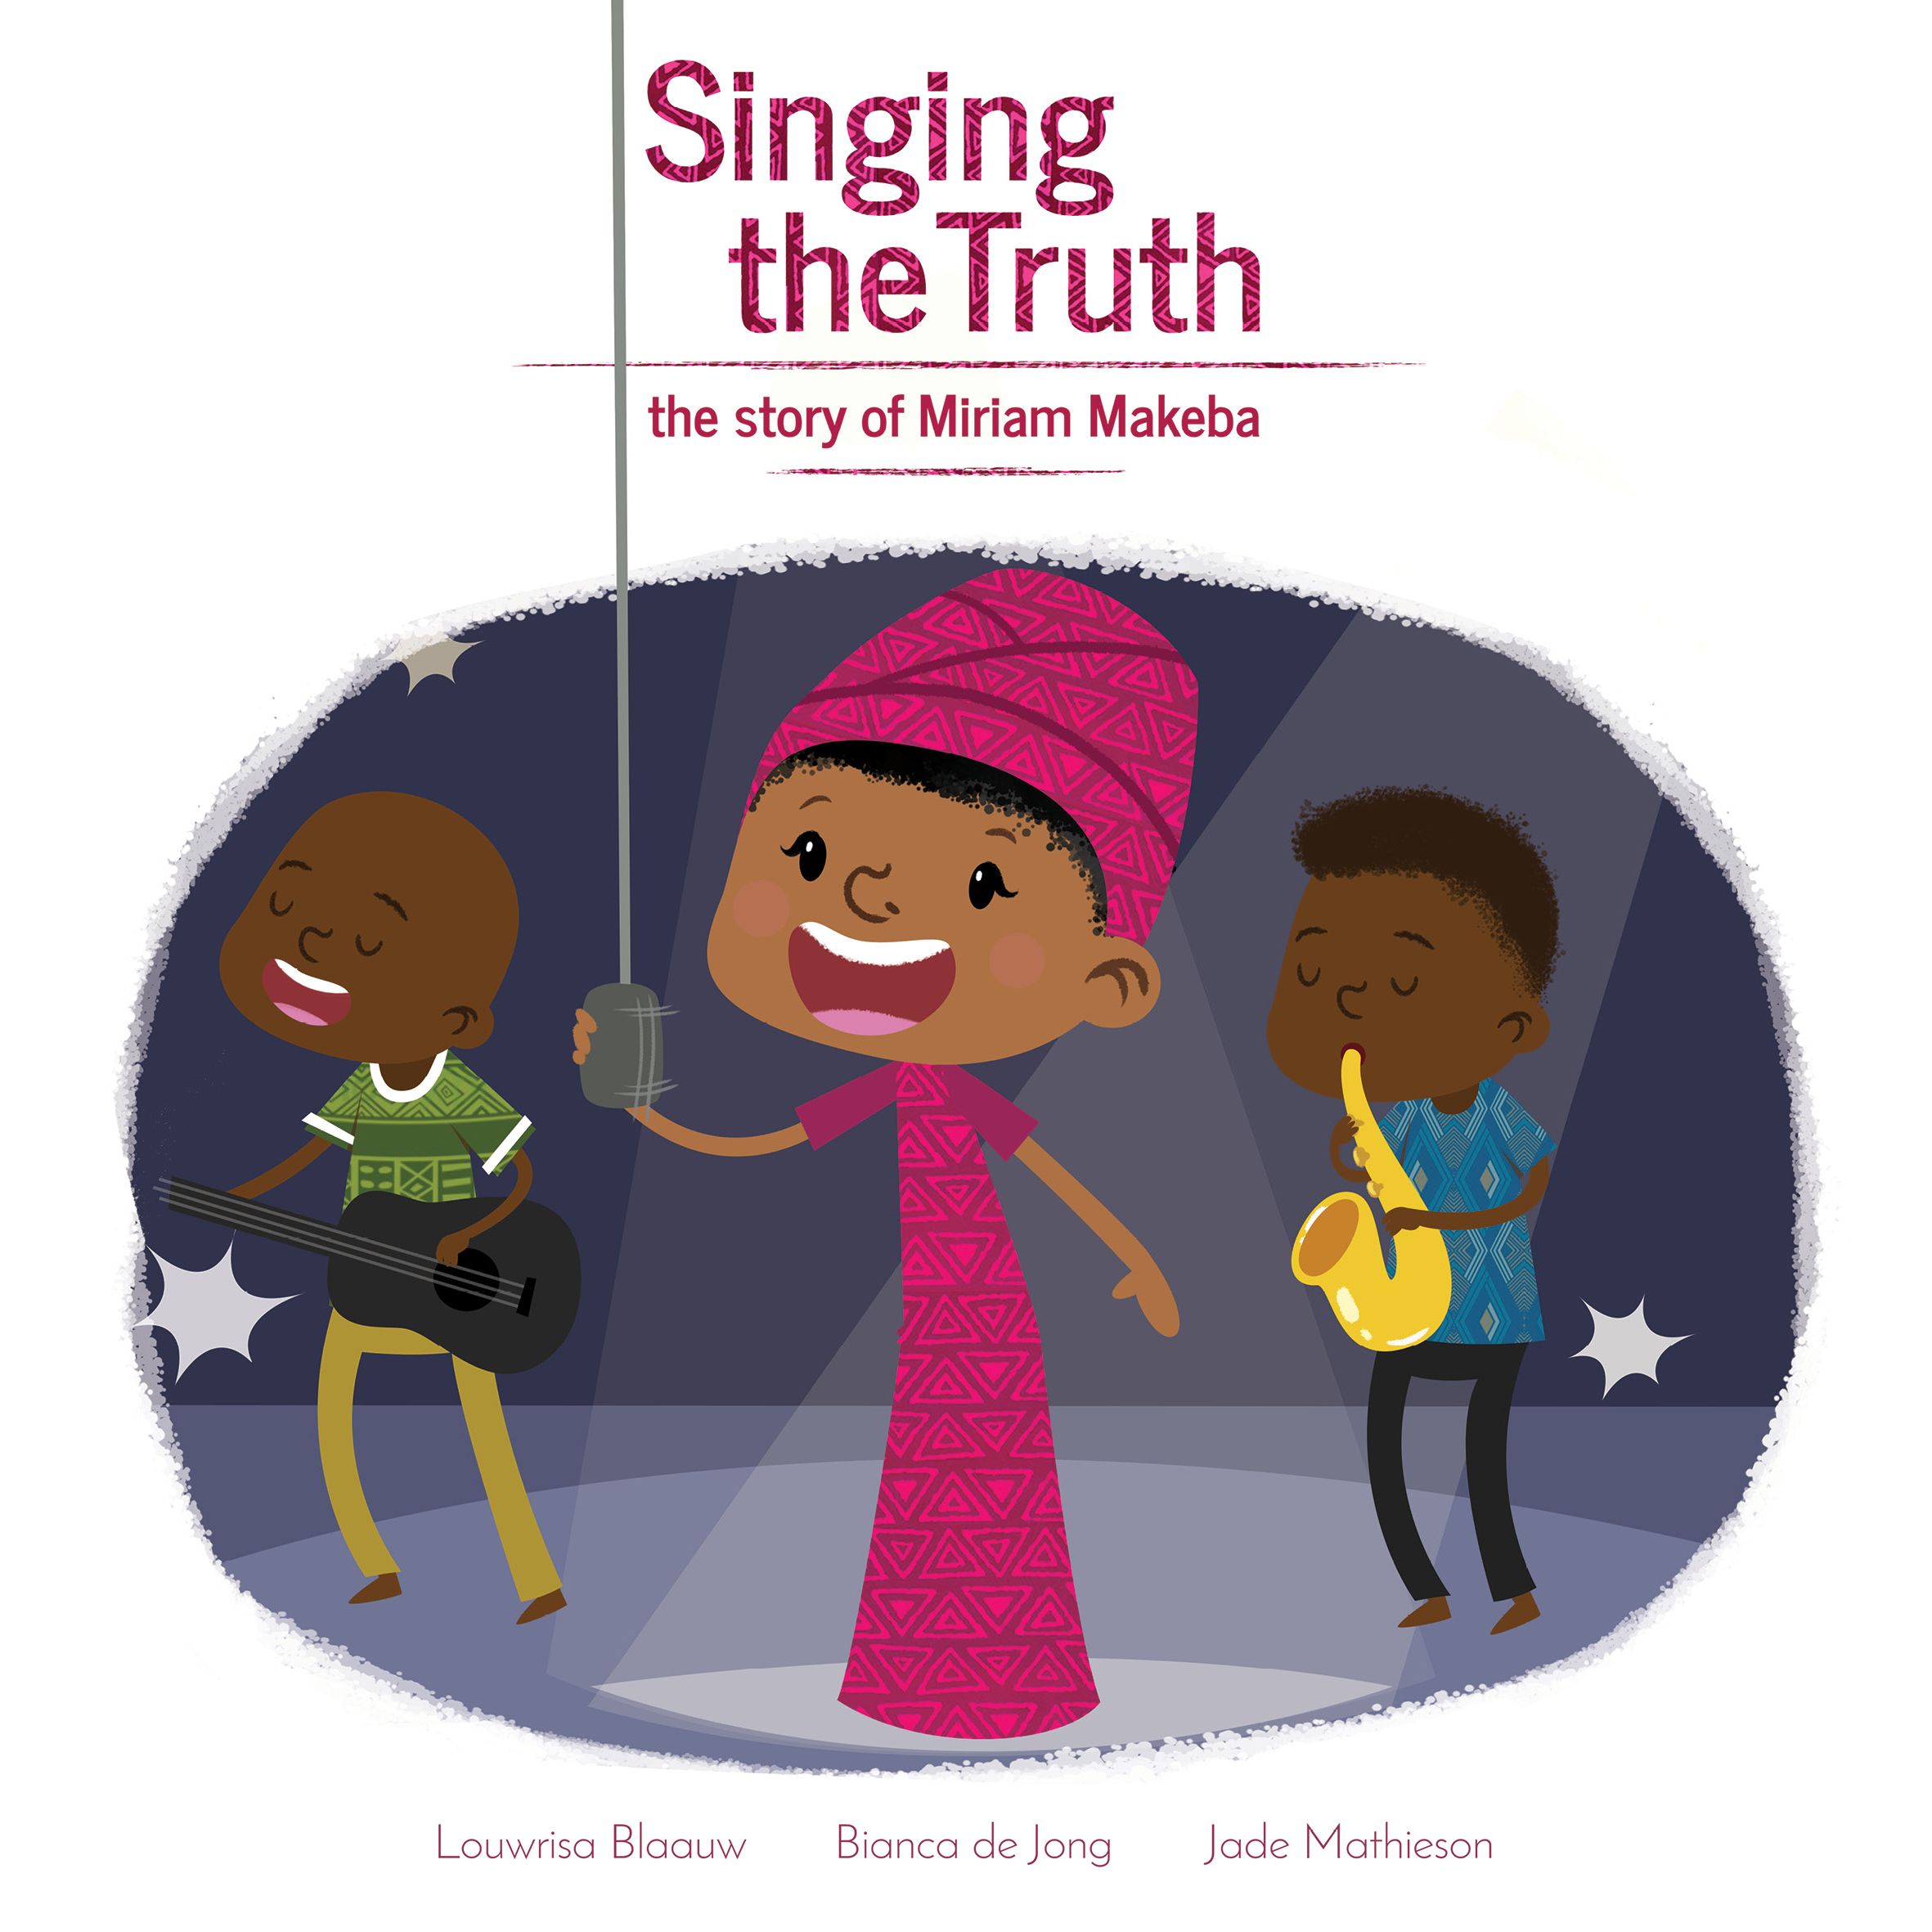 Singing
the Truth
the story of Miriam Makeba
Louwrisa Blaauw Bianca de Jong Jade Mathieson